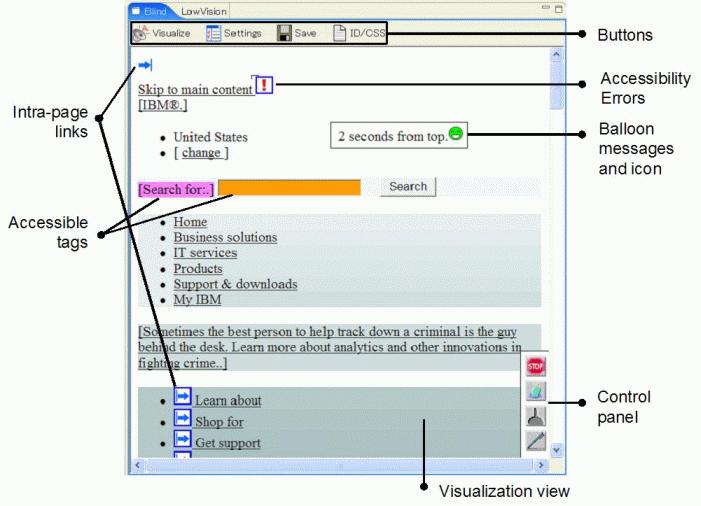 Blind LowVision
Visualize Settings Save ID/CSS
Buttons
Skip to main content
[IBM®.]
Accessibility
Errors
Intra-page
links
United States
[ change ]
2 seconds from top.
Balloon
messages
and icon
[Search for:.] Search
Accessible
tags
Home
Business solutions
IT services
Products
Support & downloads
My IBM
[Sometimes the best person to help track down a criminal is the guy
behind the desk. Learn more about analytics and other innovations in
fighting crime..]
STOP
Control
panel
Learn about
Shop for
Get support
Visualization view